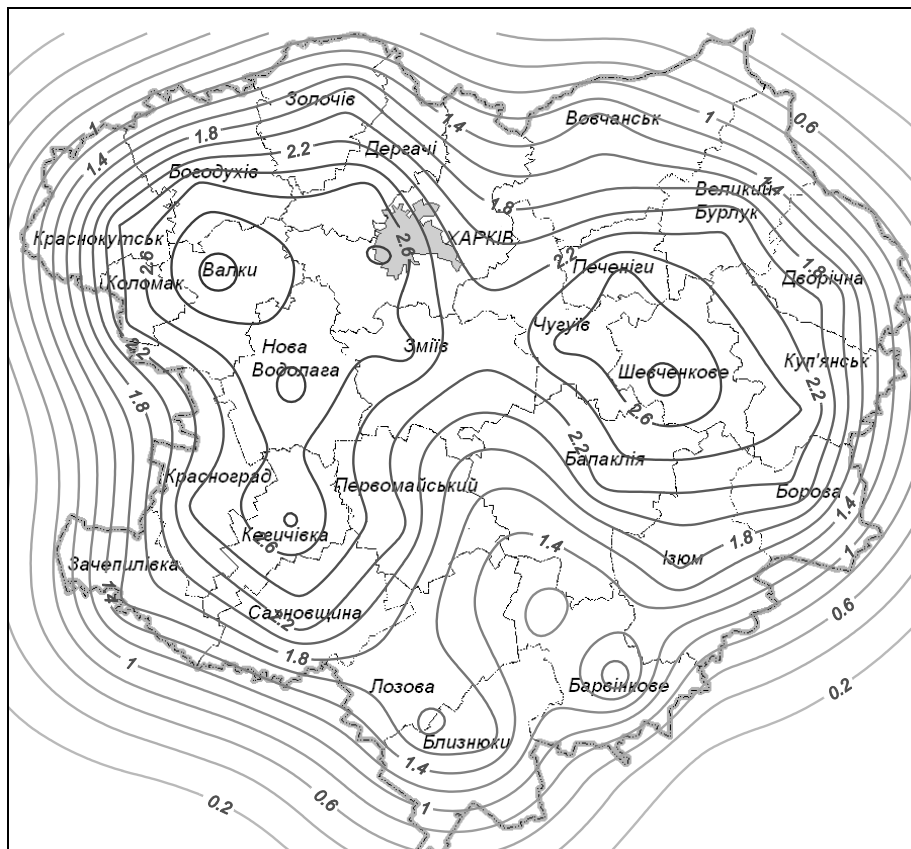 Золочів
0.6
1
1
1.4
Вовчанськ
1.8
1.4
Дергачі
2.2
Богодухів
1.4
Великий
1.8
Бурлук
Краснокутськ
2.6
ХАРКІВ
2.2
Печеніги
1.8
2.6
Валки
Коломак
Дворічна
Чугуїв
Нова
Зміїв
2.2
Водолага
Шевченкове
Куп'янськ
1.8
2.2
2.6
2.2
Балаклія
Красноград
Первомайський
Борова
1.4
Кегичівка
2.6
1.4
1.8
1
Зачепилівка
Ізюм
1.4
Сахновщина
2.2
0.6
1.8
1
Лозова
Барвінкове
0.2
Близнюки
1.4
0.2
0.6
1